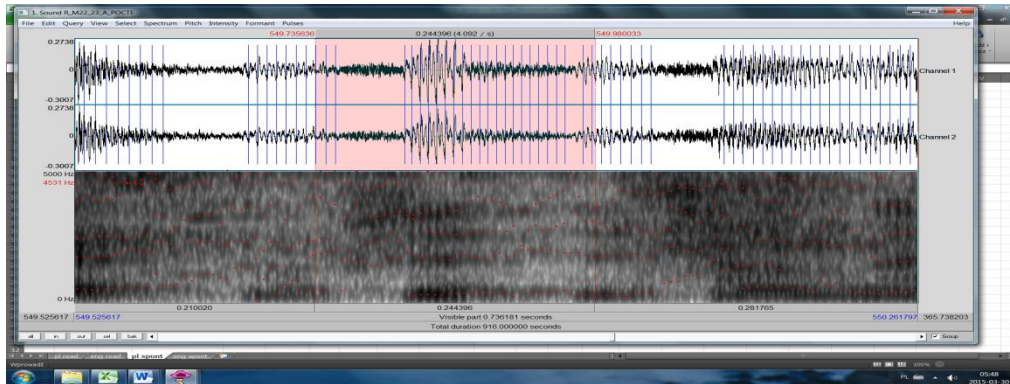 1. Sound R_M22_23_A_POCTE
File Edit Query View Select Spectrum Pitch Intensity Formant Pulses Help
549.735636 0.244396 (4.092 / s) 549.980033
0.2738
0
-0.3007
Channel 1
0.2738
0
-0.3007
Channel 2
5000 Hz
4531 Hz
0 Hz
0.210020 0.244396 0.281765
549.525617 549.525617 Visible part 0.736181 seconds 550.261797 365.738203
Total duration 916.000000 seconds
all in out sel bak Group
pl read eng read pl spont eng spont
Wprowadź 100%
PL 05:48
2015-03-30